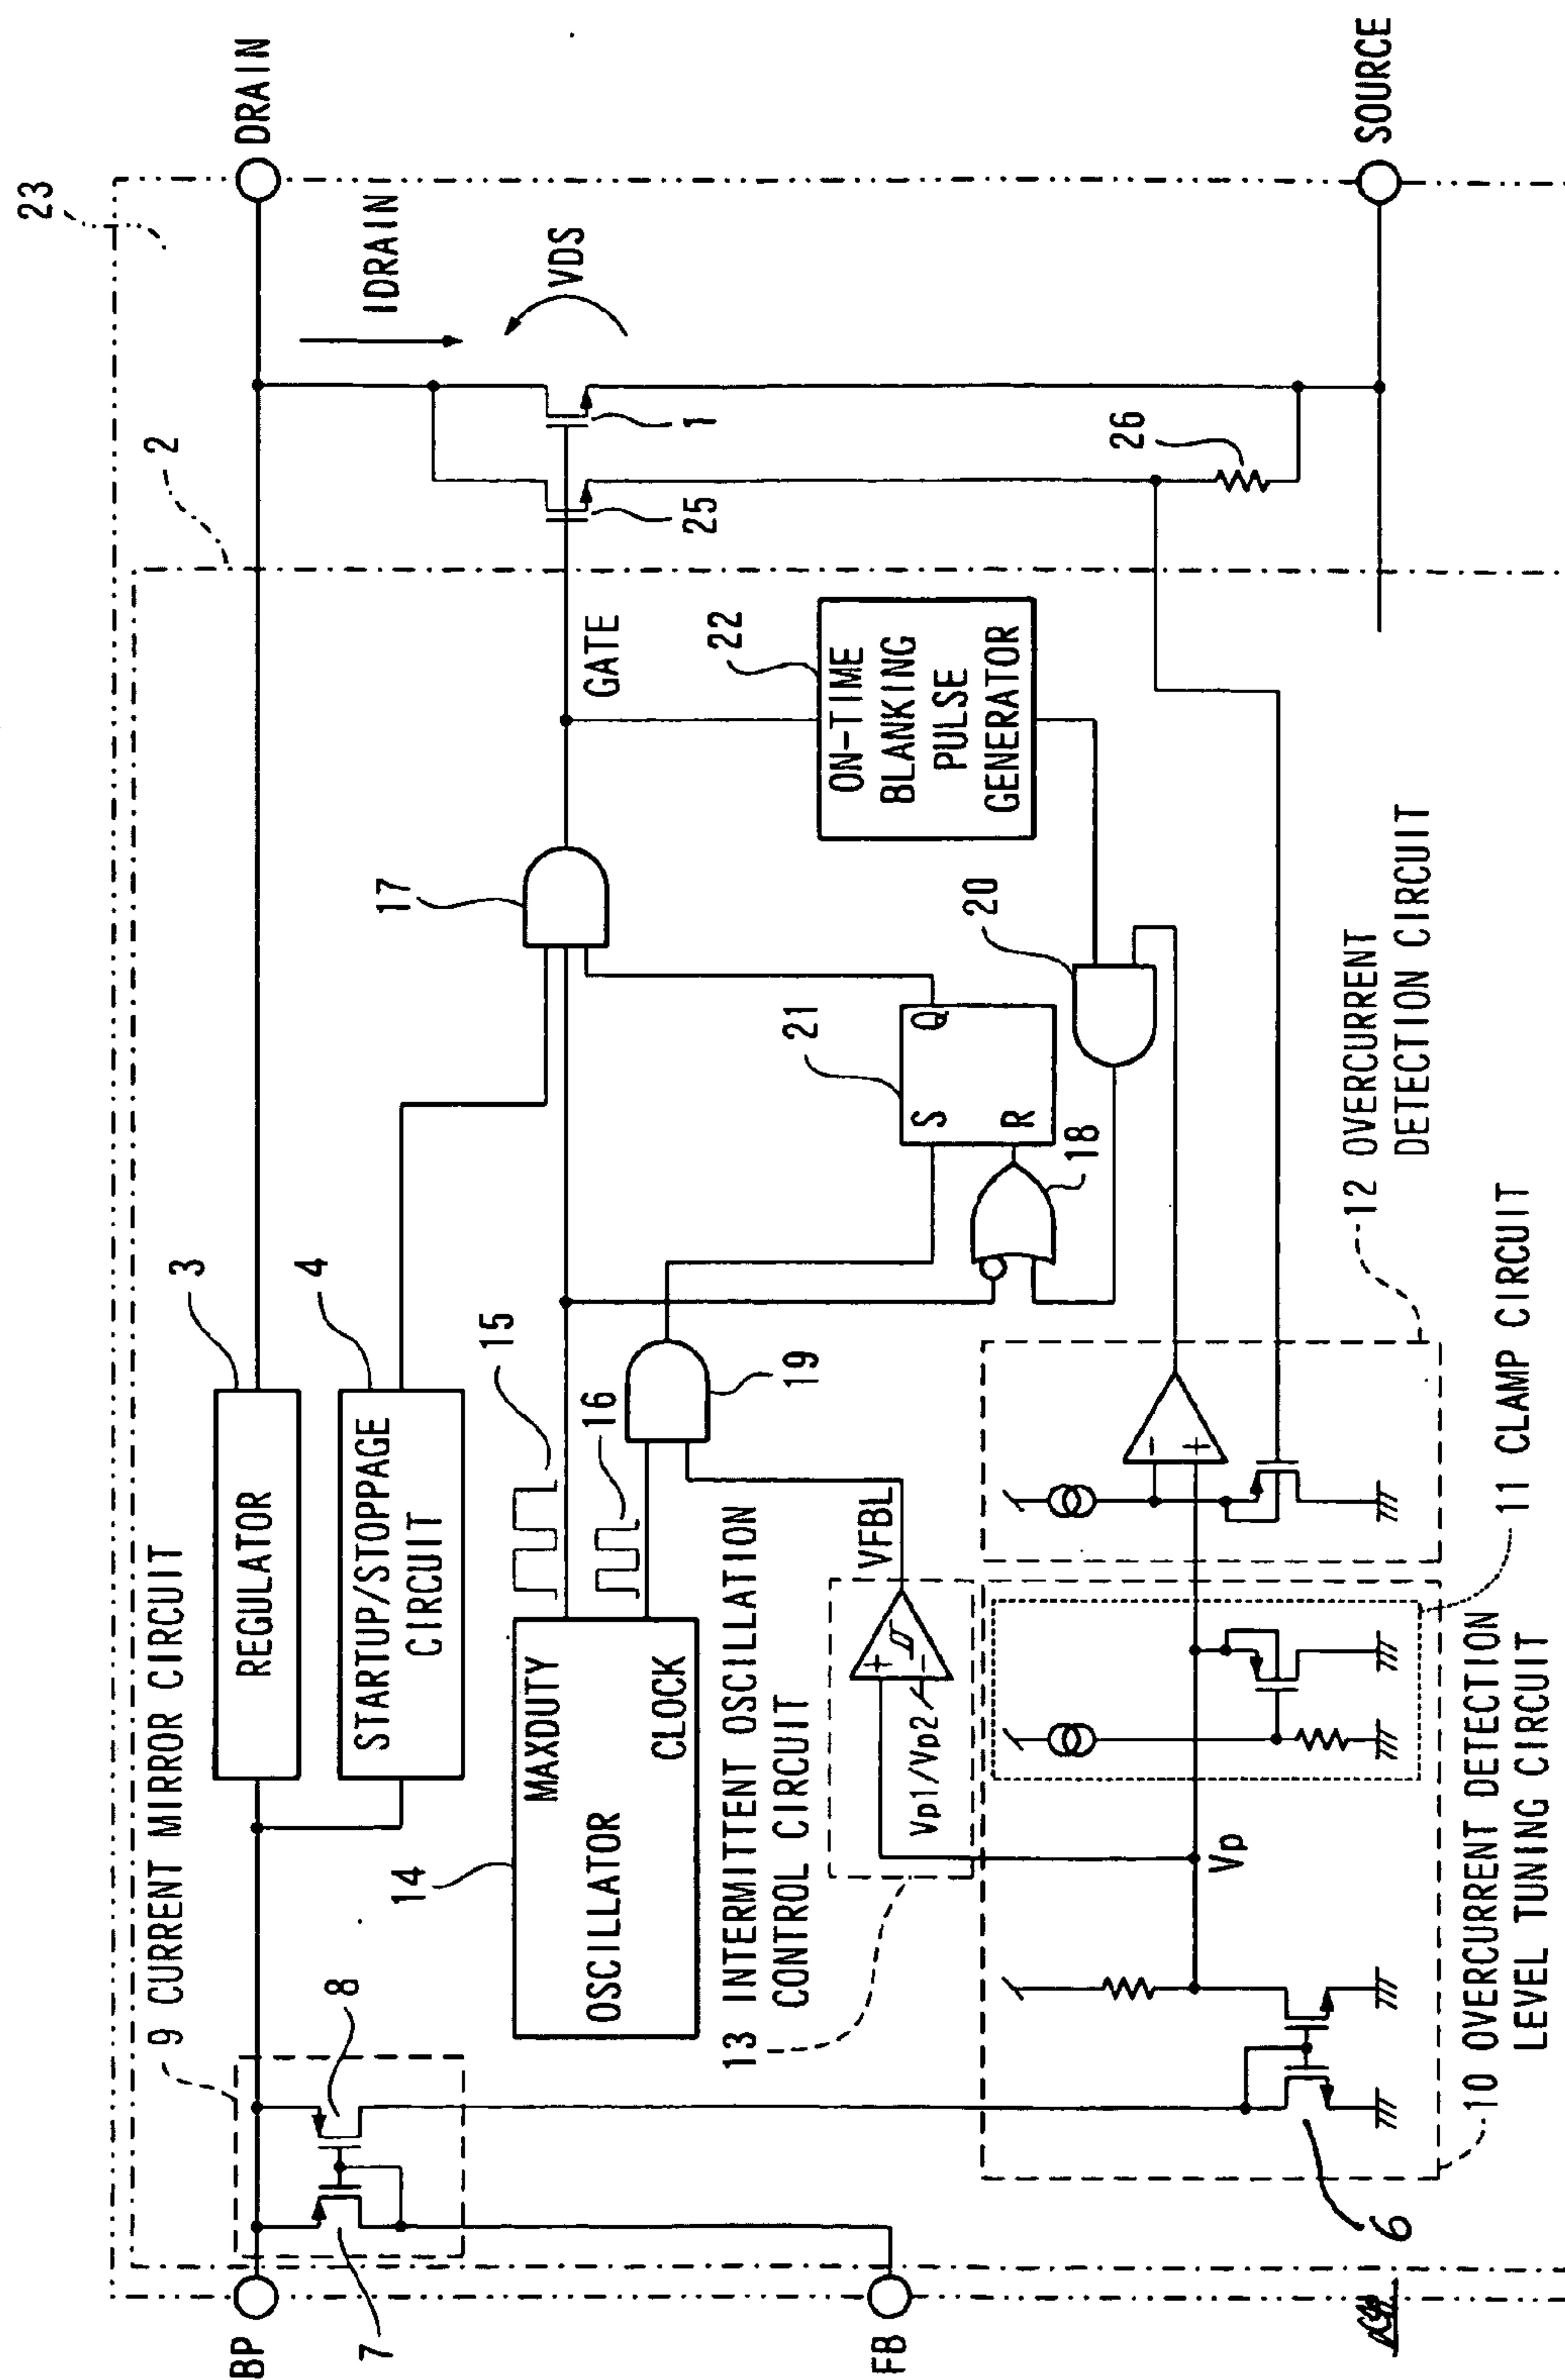 23
DRAIN
IDRAIN
VDS
SOURCE
2
1
25
26
GATE
22
ON-TIME
BLANKING
PULSE
GENERATOR
17
20
21
S
Q
R
18
3
REGULATOR
4
STARTUP/STOPPAGE
CIRCUIT
15
16
19
14
MAXDUTY
OSCILLATOR
CLOCK
VFBL
+
-
Vp1/Vp2
13 INTERMITTENT OSCILLATION
CONTROL CIRCUIT
12 OVERCURRENT
DETECTION CIRCUIT
-
+
11 CLAMP CIRCUIT
Vp
10 OVERCURRENT DETECTION
LEVEL TUNING CIRCUIT
9 CURRENT MIRROR CIRCUIT
8
7
6
BP
FB